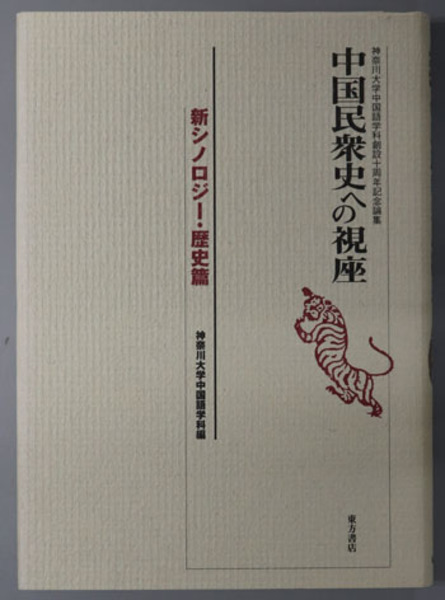 神奈川大学中国語学科創設十周年記念論集
中国民衆史への視座
新シノロジー・歴史篇
神奈川大学中国語学科編
東方書店